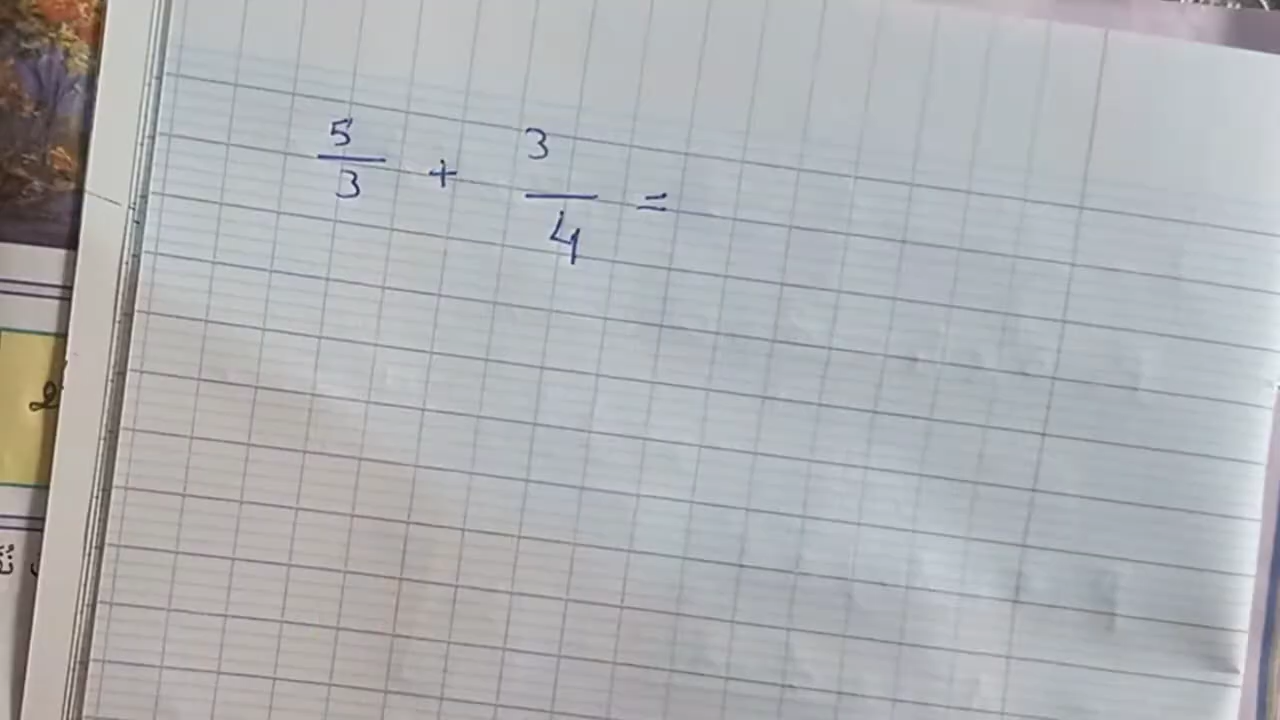 5/3 + 3/4 =